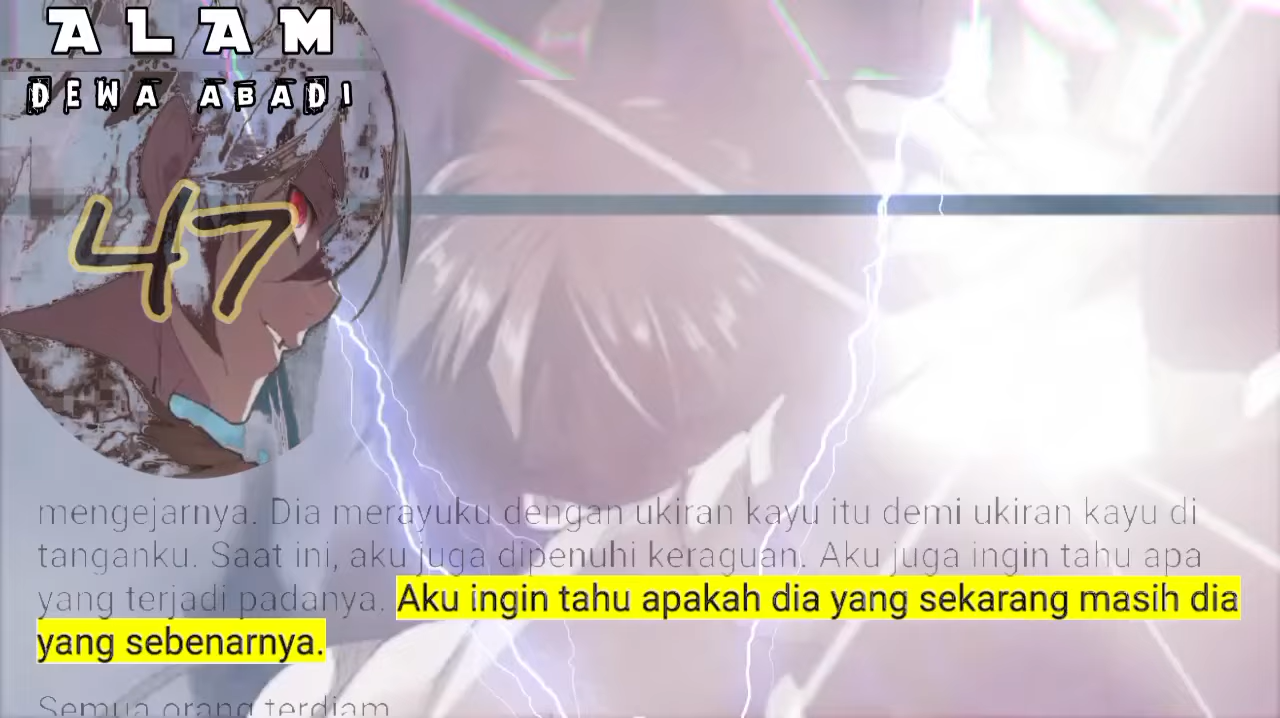 ALAM
DEWA ABADI
47
mengejarnya. Dia merayuku dengan ukiran kayu itu demi ukiran kayu di
tanganku. Saat ini, aku juga dipenuhi keraguan. Aku juga ingin tahu apa
yang terjadi padanya. Aku ingin tahu apakah dia yang sekarang masih dia
yang sebenarnya.
Semua orang terdiam